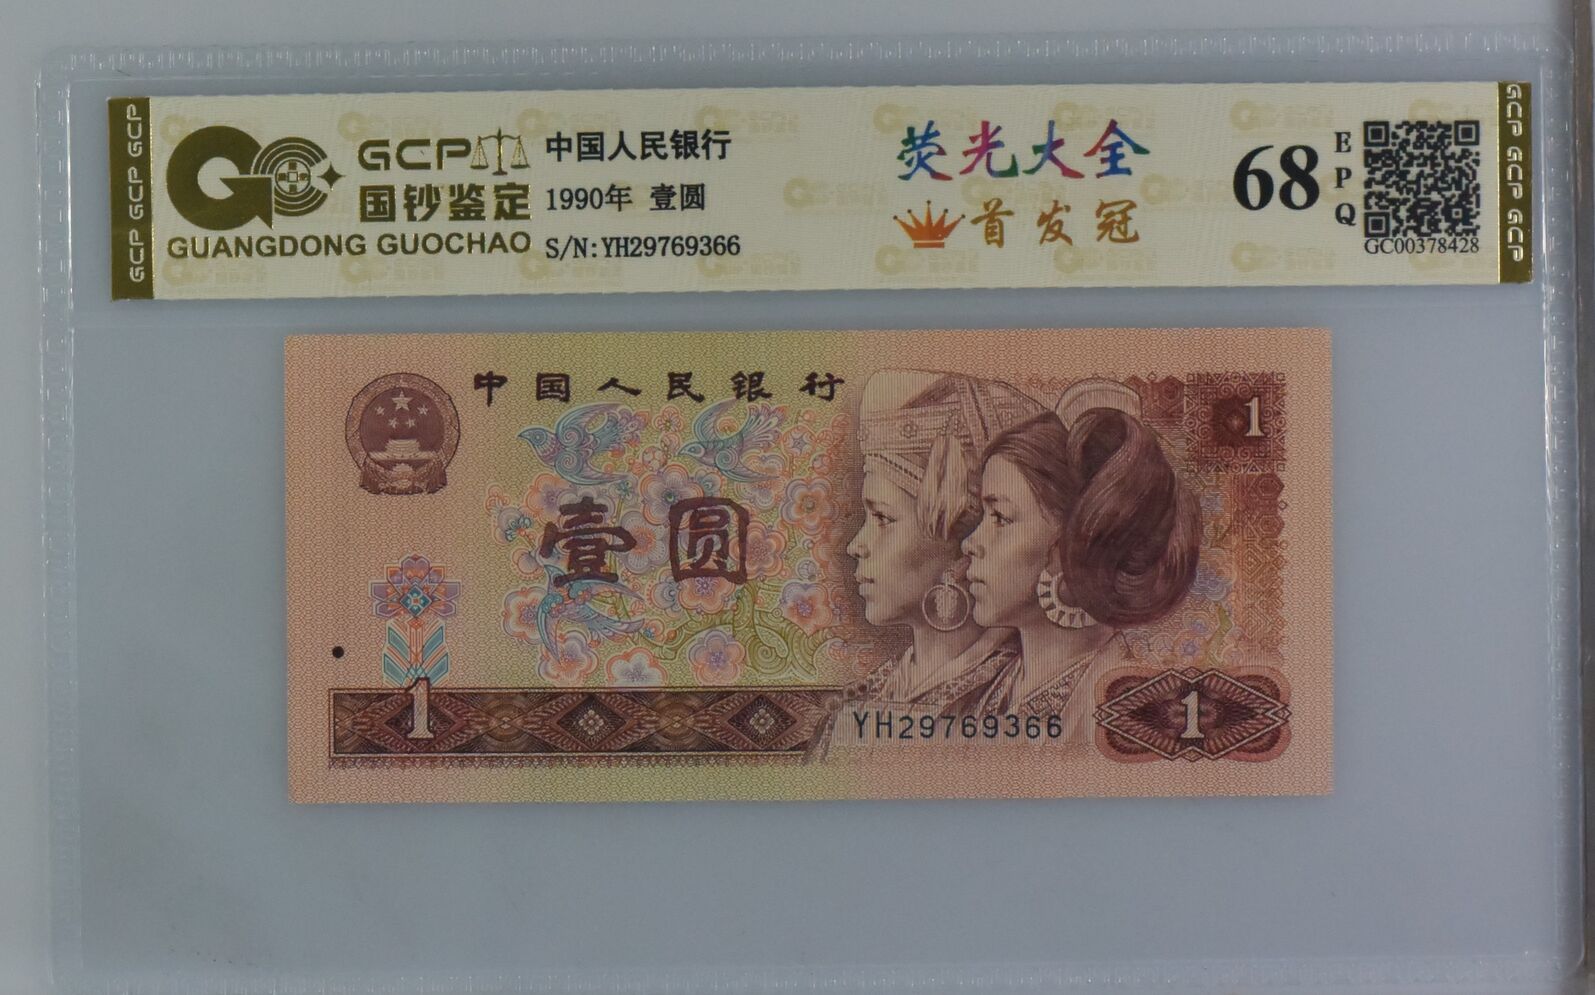 GCP GCP GCP
GCP
国钞鉴定
GUANGDONG GUOCHAO
中国人民银行
1990年 壹圆
S/N:YH29769366
荧光大全
首发冠
68
EPQ
GC00378428
GCP GCP GCP
中国人民银行
1
壹圆
1
YH29769366
1